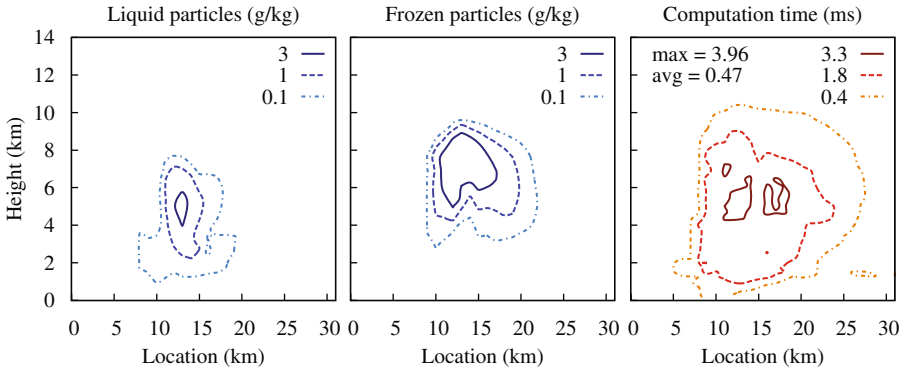 Liquid particles (g/kg)
Frozen particles (g/kg)
Computation time (ms)
Height (km)
14
12
10
8
6
4
2
0
3
1
0.1
0 5 10 15 20 25 30
Location (km)
3
1
0.1
0 5 10 15 20 25 30
Location (km)
max = 3.96
avg = 0.47
3.3
1.8
0.4
0 5 10 15 20 25 30
Location (km)